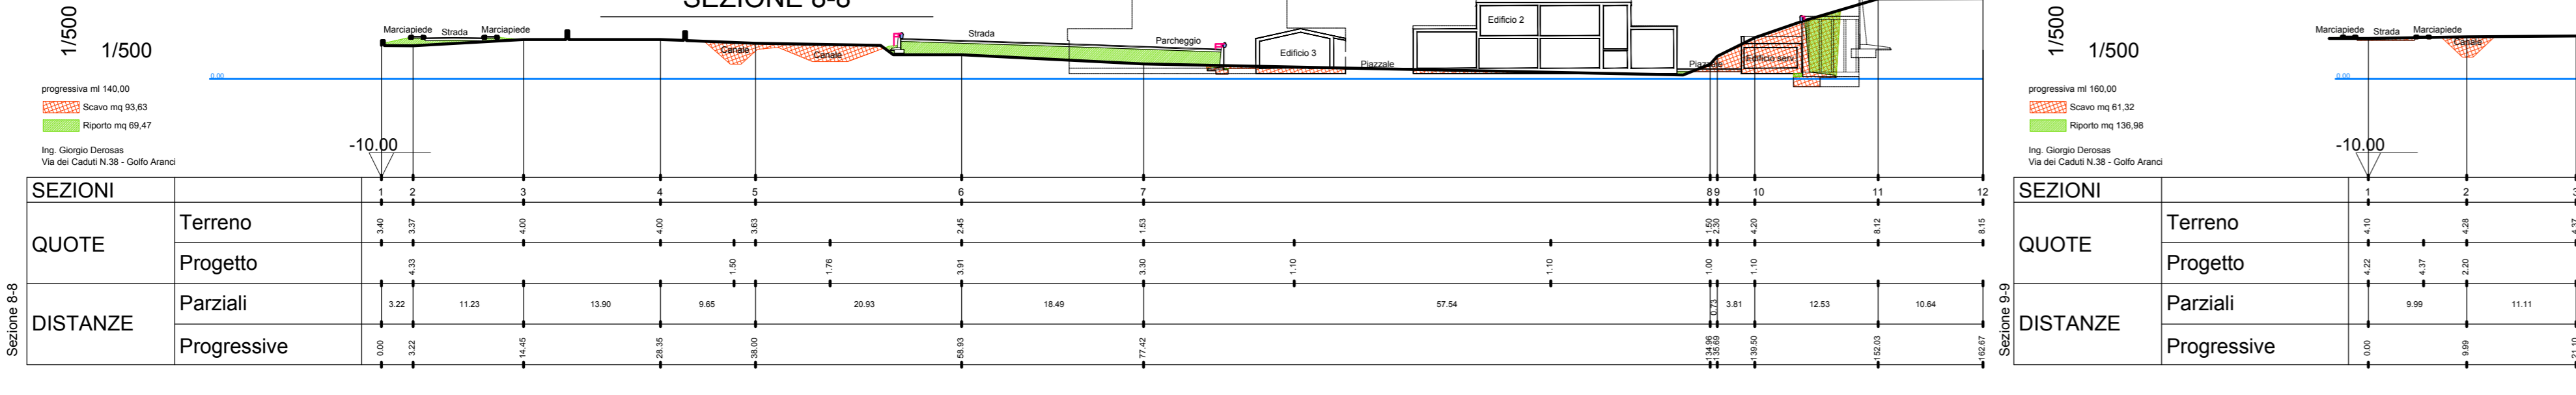 SEZIONE 8-8
1/500
1/500
Marciapiede
Strada
Marciapiede
Canale
Canale
Strada
Parcheggio
Edificio 3
Piazzale
Edificio 2
Piazzale
Edificio serv
0.00
progressiva ml 140,00
Scavo mq 93,63
Riporto mq 69,47
Ing. Giorgio Derosas
Via dei Caduti N.38 - Golfo Aranci
-10.00
Sezione 8-8
SEZIONI 1 2 3 4 5 6 7 8 9 10 11 12
QUOTE
Terreno 3.40 3.37 4.00 4.00 3.63 2.45 1.53 1.50 2.30 4.20 8.12 8.15
Progetto 4.33 1.50 1.76 3.91 3.30 1.10 1.10 1.00 1.10
DISTANZE
Parziali 3.22 11.23 13.90 9.65 20.93 18.49 57.54 0.73 3.81 12.53 10.64
Progressive 0.00 3.22 14.45 28.35 38.00 58.93 77.42 134.96 135.69 139.50 152.03 162.67
1/500
1/500
Marciapiede
Strada
Marciapiede
Canale
0.00
progressiva ml 160,00
Scavo mq 61,32
Riporto mq 136,98
Ing. Giorgio Derosas
Via dei Caduti N.38 - Golfo Aranci
-10.00
Sezione 9-9
SEZIONI 1 2 3
QUOTE
Terreno 4.10 4.28 4.37
Progetto 4.22 4.37 2.20
DISTANZE
Parziali 9.99 11.11
Progressive 0.00 9.99 21.10